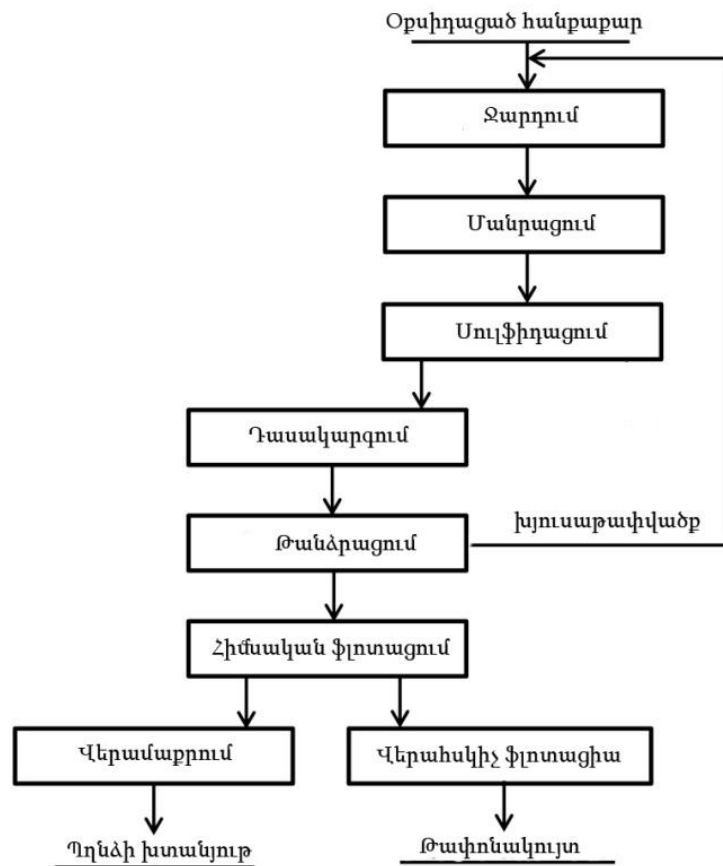 Օքսիդացած հանքաքար
Ջարդում
Մանրացում
Սուլֆիդացում
Դասակարգում
Թանձրացում
խյուսաթափվածք
Հիմնական ֆլոտացում
Վերամաքրում
Վերահսկիչ ֆլոտացիա
Պղնձի խտանյութ
Թափոնակույտ